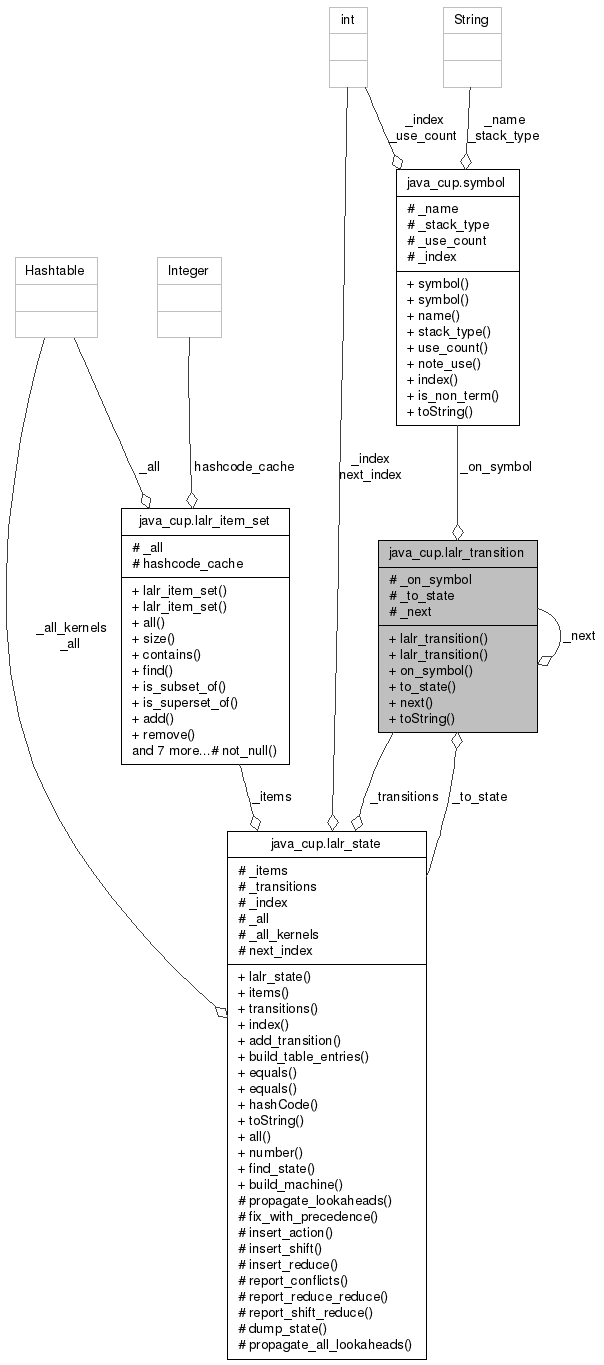 int
String
_index
_use_count
_name
_stack_type
java_cup.symbol
# _name
# _stack_type
# _use_count
# _index
+ symbol()
+ symbol()
+ name()
+ stack_type()
+ use_count()
+ note_use()
+ index()
+ is_non_term()
+ toString()
Hashtable
Integer
_all
hashcode_cache
_index
next_index
_on_symbol
java_cup.lalr_item_set
# _all
# hashcode_cache
+ lalr_item_set()
+ lalr_item_set()
+ all()
+ size()
+ contains()
+ find()
+ is_subset_of()
+ is_superset_of()
+ add()
+ remove()
and 7 more...# not_null()
java_cup.lalr_transition
# _on_symbol
# _to_state
# _next
+ lalr_transition()
+ lalr_transition()
+ on_symbol()
+ to_state()
+ next()
+ toString()
_next
_all_kernels
_all
_items
_transitions
_to_state
java_cup.lalr_state
# _items
# _transitions
# _index
# _all
# _all_kernels
# next_index
+ lalr_state()
+ items()
+ transitions()
+ index()
+ add_transition()
+ build_table_entries()
+ equals()
+ equals()
+ hashCode()
+ toString()
+ all()
+ number()
+ find_state()
+ build_machine()
# propagate_lookaheads()
# fix_with_precedence()
# insert_action()
# insert_shift()
# insert_reduce()
# report_conflicts()
# report_reduce_reduce()
# report_shift_reduce()
# dump_state()
# propagate_all_lookaheads()